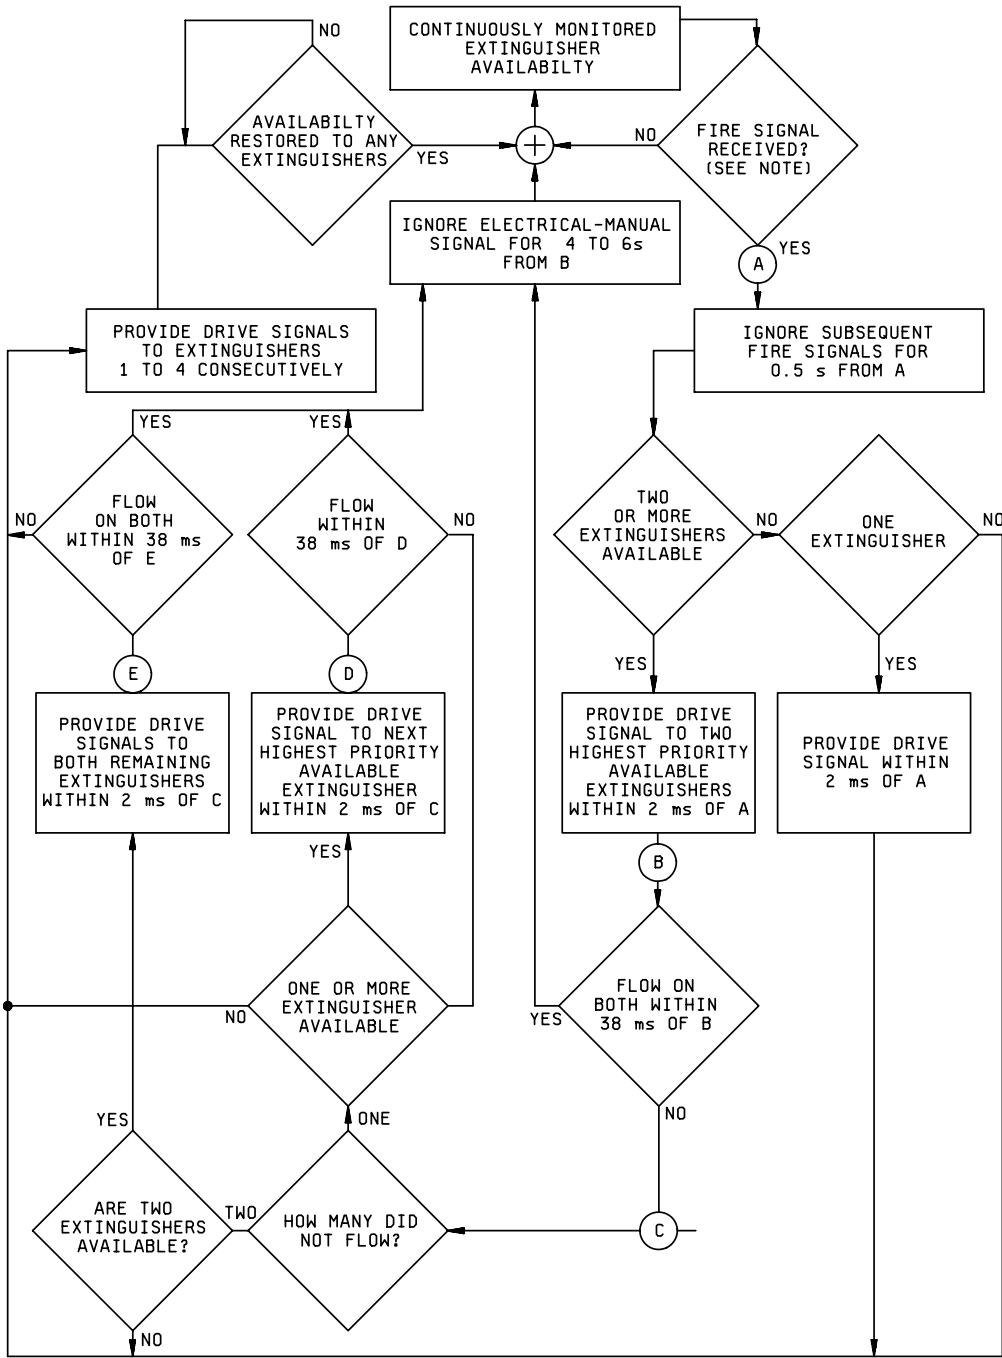 NO
CONTINUOUSLY MONITORED
EXTINGUISHER
AVAILABILTY
AVAILABILTY
RESTORED TO ANY
EXTINGUISHERS
YES
NO
FIRE SIGNAL
RECEIVED?
(SEE NOTE)
YES
A
IGNORE ELECTRICAL-MANUAL
SIGNAL FOR 4 TO 6s
FROM B
PROVIDE DRIVE SIGNALS
TO EXTINGUISHERS
1 TO 4 CONSECUTIVELY
IGNORE SUBSEQUENT
FIRE SIGNALS FOR
0.5 s FROM A
YES
FLOW
ON BOTH
WITHIN 38 ms
OF E
NO
YES
FLOW
WITHIN
38 ms OF D
NO
TWO
OR MORE
EXTINGUISHERS
AVAILABLE
NO
ONE
EXTINGUISHER
NO
YES
YES
E
D
PROVIDE DRIVE
SIGNALS TO
BOTH REMAINING
EXTINGUISHERS
WITHIN 2 ms OF C
PROVIDE DRIVE
SIGNAL TO NEXT
HIGHEST PRIORITY
AVAILABLE
EXTINGUISHER
WITHIN 2 ms OF C
PROVIDE DRIVE
SIGNAL TO TWO
HIGHEST PRIORITY
AVAILABLE
EXTINGUISHERS
WITHIN 2 ms OF A
PROVIDE DRIVE
SIGNAL WITHIN
2 ms OF A
YES
B
ONE OR MORE
EXTINGUISHER
AVAILABLE
NO
FLOW ON
BOTH WITHIN
38 ms OF B
YES
NO
YES
ONE
ARE TWO
EXTINGUISHERS
AVAILABLE?
TWO
HOW MANY DID
NOT FLOW?
C
NO